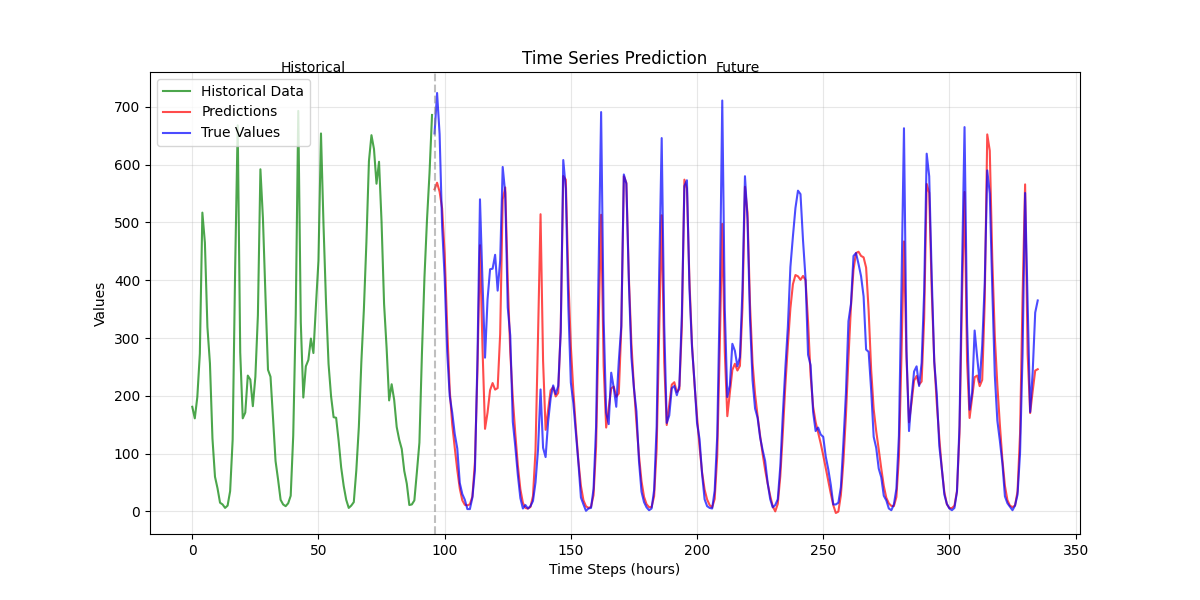 Time Series Prediction
Historical
Future
Historical Data
Predictions
True Values
Values
700
600
500
400
300
200
100
0
0
50
100
150
200
250
300
350
Time Steps (hours)